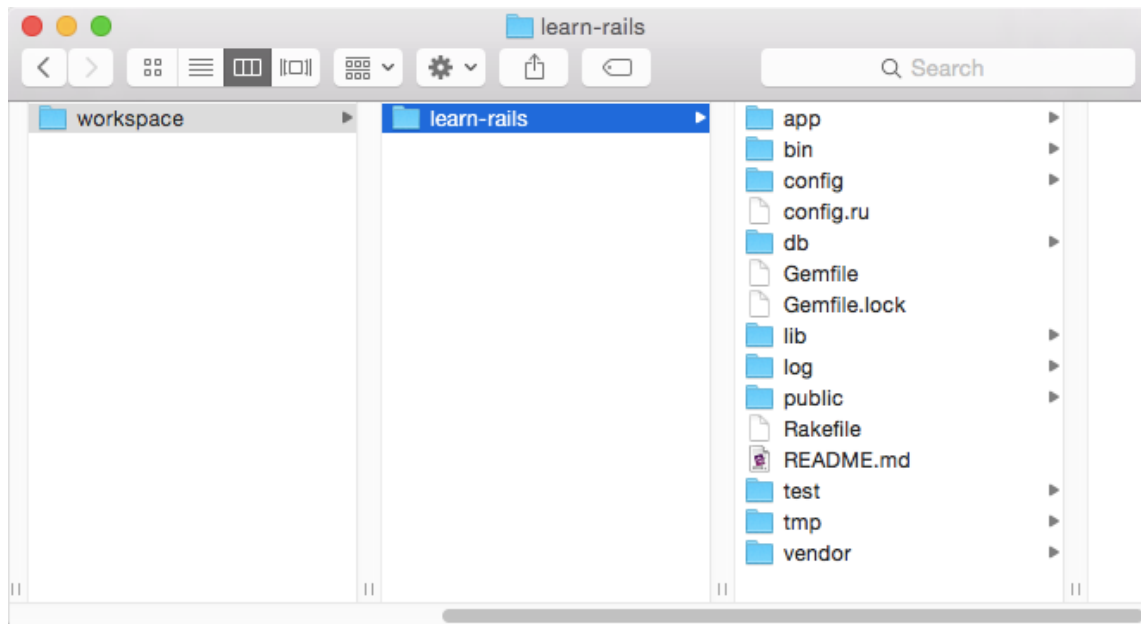 learn-rails
Search
workspace
learn-rails
app
bin
config
config.ru
db
Gemfile
Gemfile.lock
lib
log
public
Rakefile
README.md
test
tmp
vendor